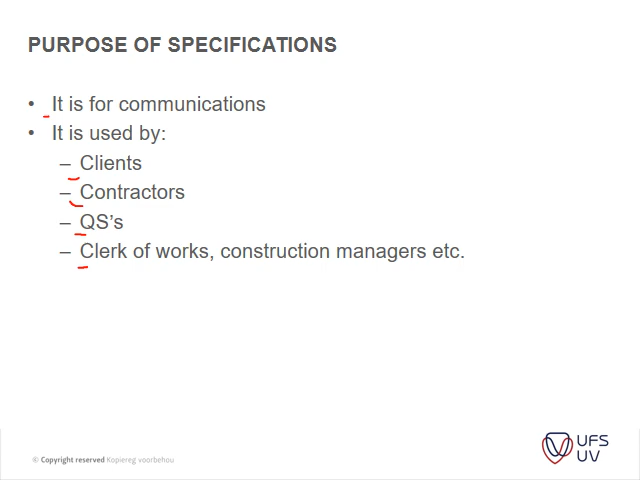 PURPOSE OF SPECIFICATIONS
• It is for communications
• It is used by:
– Clients
– Contractors
– QS’s
– Clerk of works, construction managers etc.
© Copyright reserved Kopiereg voorbehou
UFS
UV